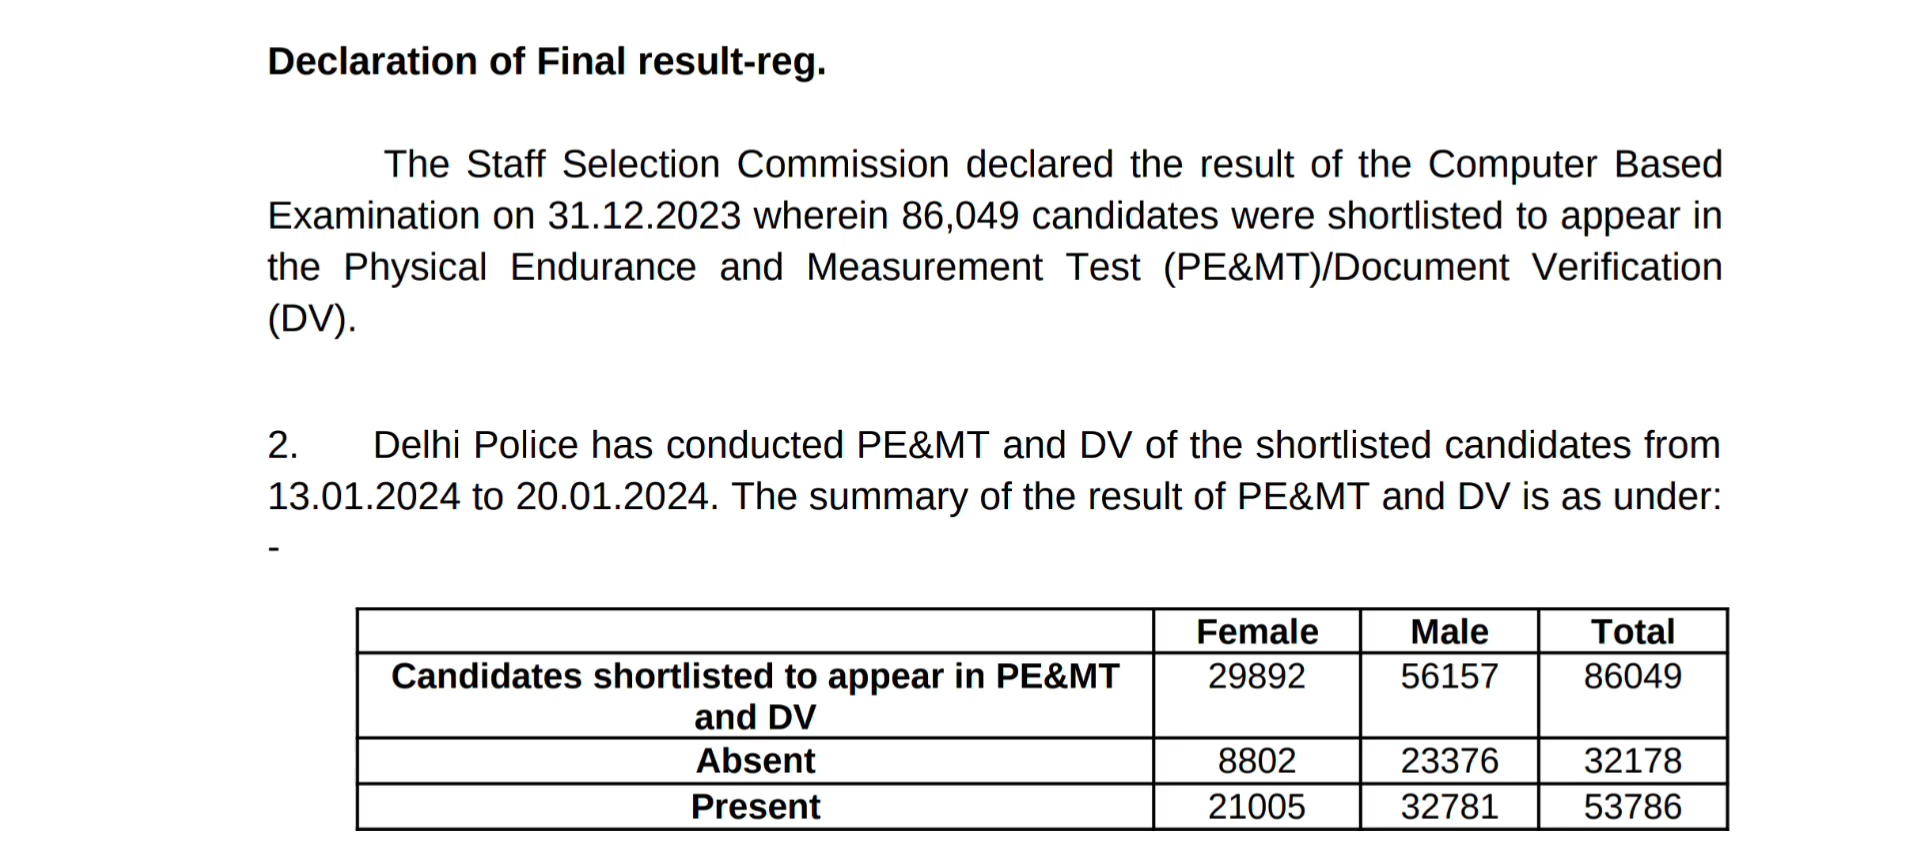 Declaration of Final result-reg.
The Staff Selection Commission declared the result of the Computer Based
Examination on 31.12.2023 wherein 86,049 candidates were shortlisted to appear in
the Physical Endurance and Measurement Test (PE&MT)/Document Verification
(DV).
2. Delhi Police has conducted PE&MT and DV of the shortlisted candidates from
13.01.2024 to 20.01.2024. The summary of the result of PE&MT and DV is as under:
-
Female Male Total
Candidates shortlisted to appear in PE&MT 29892 56157 86049
and DV
Absent 8802 23376 32178
Present 21005 32781 53786